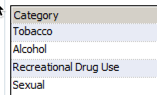 Category
Tobacco
Alcohol
Recreational Drug Use
Sexual